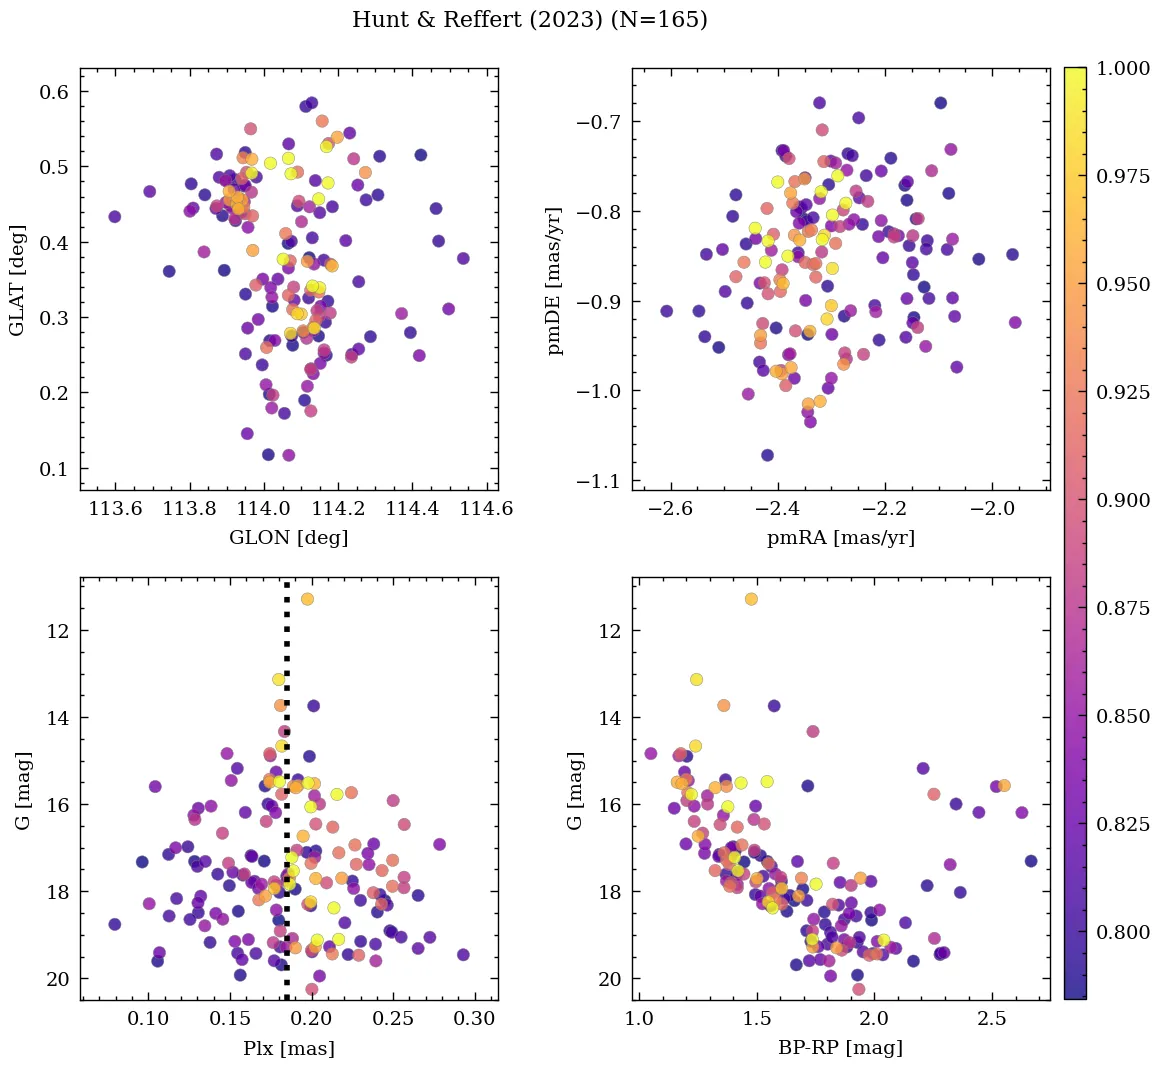 Hunt & Reffert (2023) (N=165)
0.6
0.5
0.4
0.3
0.2
0.1
GLAT [deg]
113.6 113.8 114.0 114.2 114.4 114.6
GLON [deg]
−0.7
−0.8
−0.9
−1.0
−1.1
pmDE [mas/yr]
−2.6 −2.4 −2.2 −2.0
pmRA [mas/yr]
12
14
16
18
20
G [mag]
0.10 0.15 0.20 0.25 0.30
Plx [mas]
12
14
16
18
20
G [mag]
1.0 1.5 2.0 2.5
BP-RP [mag]
1.000
0.975
0.950
0.925
0.900
0.875
0.850
0.825
0.800